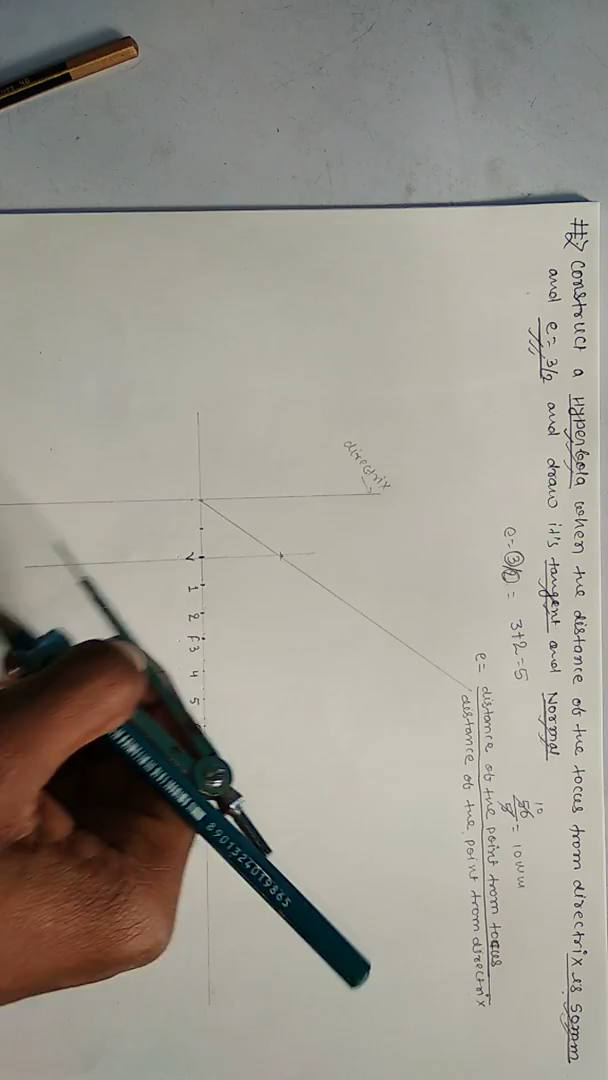 #> construct a Hyperbola when the distance of the focus from directrix is 50mm
and e = 3/2 and draw it's tangent and Normal
e = 3/2 = 3+2=5
50/5 = 10mm
10
e = distance of the point from focus
distance of the point from directrix
directrix
V 1 2 F 3 4 5
8901324019865